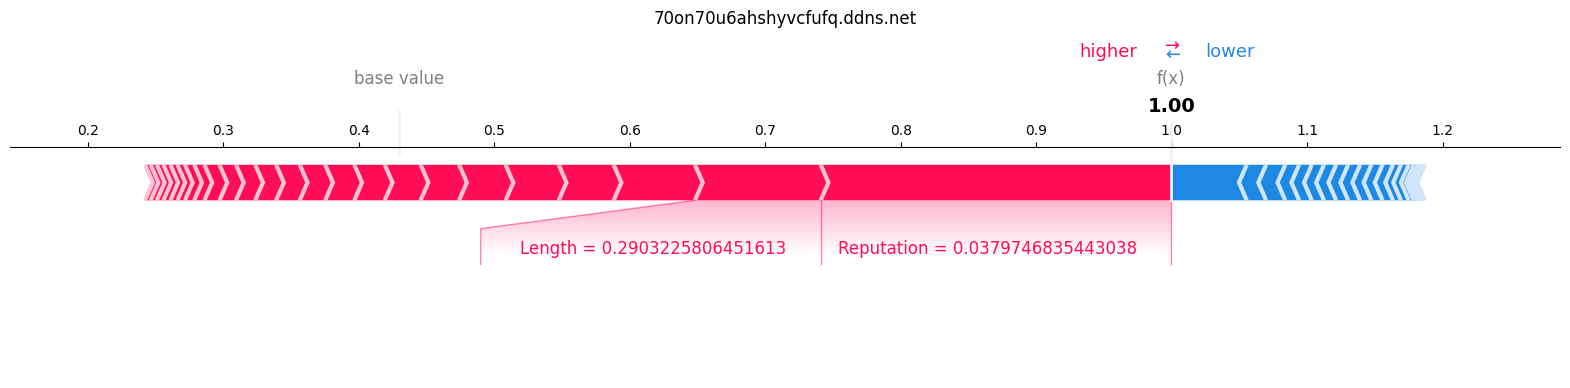 70on70u6ahshyvcfufq.ddns.net
higher → ← lower
base value f(x)
1.00
0.2 0.3 0.4 0.5 0.6 0.7 0.8 0.9 1.0 1.1 1.2
Length = 0.2903225806451613 Reputation = 0.0379746835443038